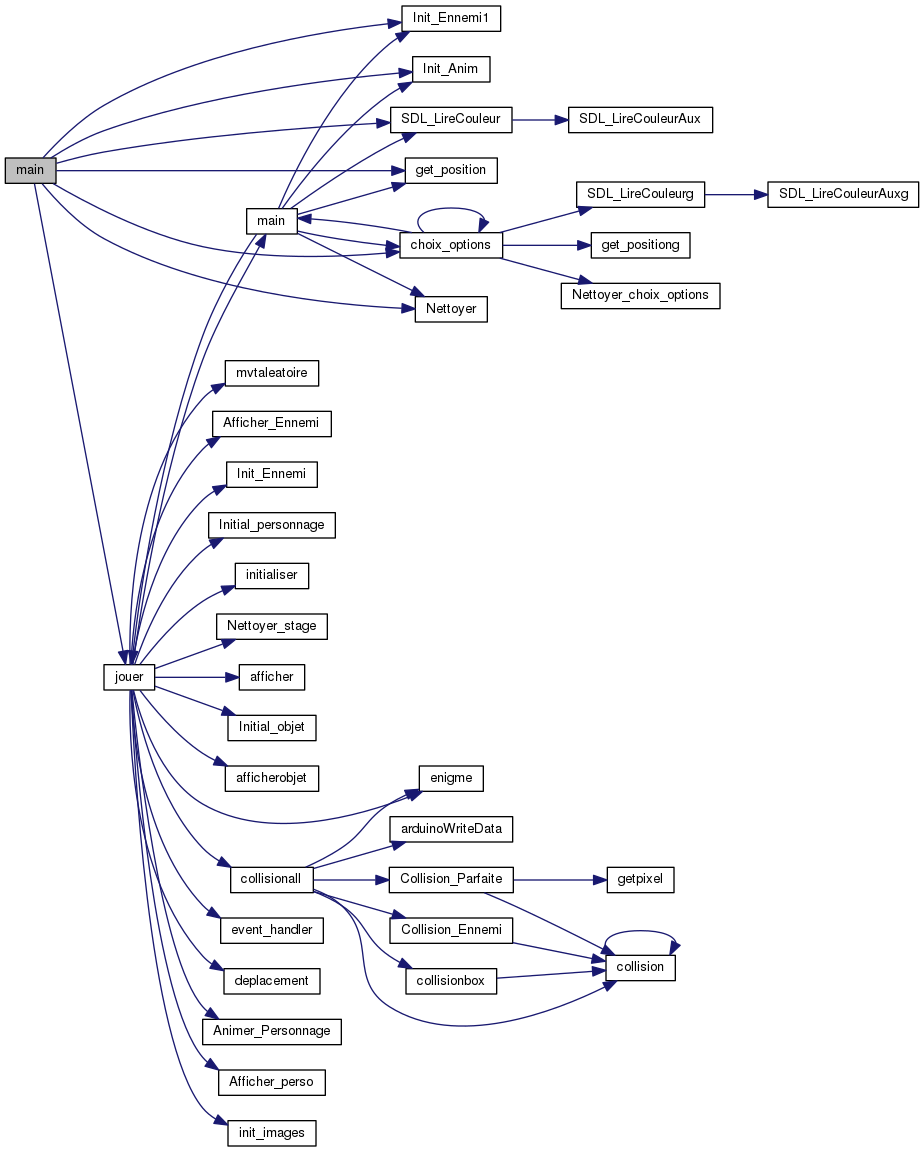 Init_Ennemi1
Init_Anim
SDL_LireCouleur
SDL_LireCouleurAux
main
get_position
SDL_LireCouleurg
SDL_LireCouleurAuxg
main
choix_options
get_positiong
Nettoyer_choix_options
Nettoyer
mvtaleatoire
Afficher_Ennemi
Init_Ennemi
Initial_personnage
initialiser
Nettoyer_stage
jouer
afficher
Initial_objet
afficherobjet
enigme
arduinoWriteData
collisionall
Collision_Parfaite
getpixel
event_handler
Collision_Ennemi
collision
deplacement
collisionbox
Animer_Personnage
Afficher_perso
init_images